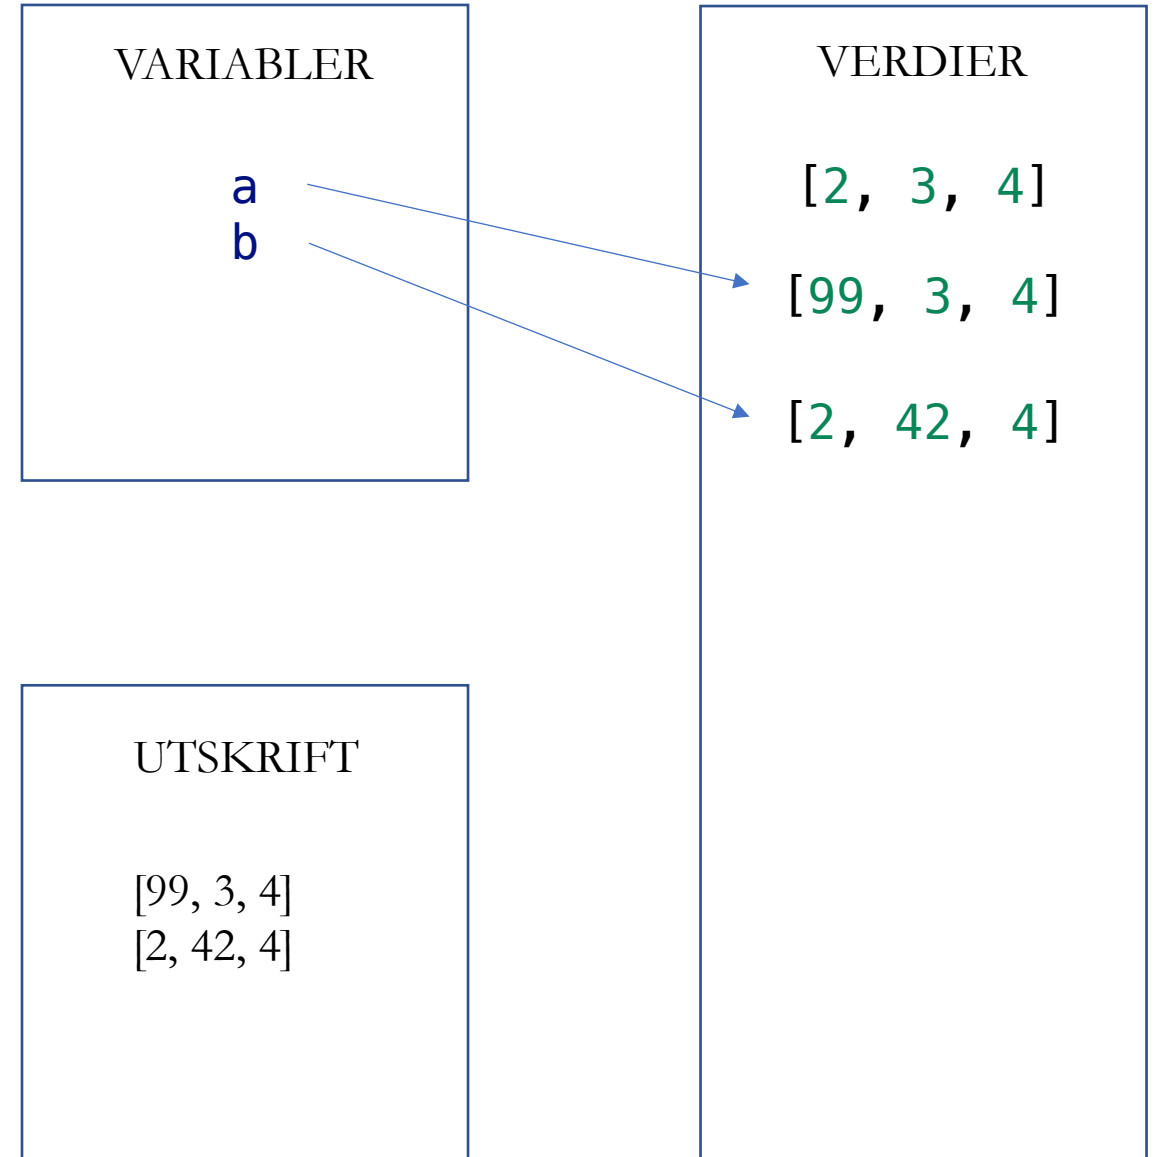 VARIABLER
a
b
VERDIER
[2, 3, 4]
[99, 3, 4]
[2, 42, 4]
UTSKRIFT
[99, 3, 4]
[2, 42, 4]